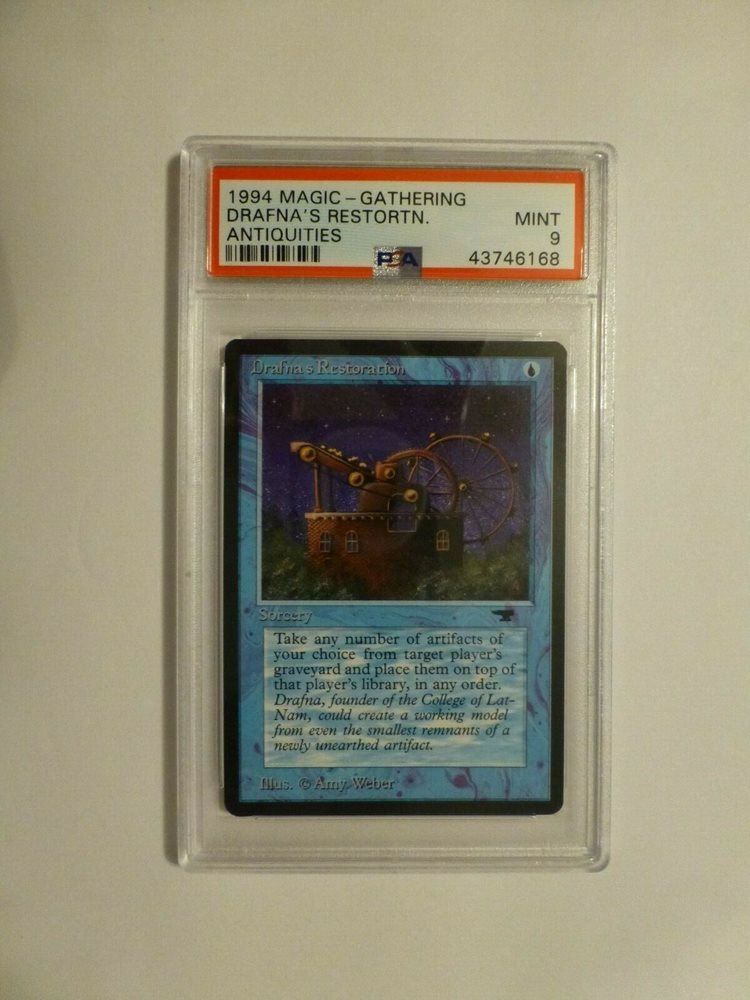 1994 MAGIC – GATHERING
DRAFNA'S RESTORTN. MINT
ANTIQUITIES 9
PSA 43746168
Drafna's Restoration
Sorcery
Take any number of artifacts of
your choice from target player's
graveyard and place them on top of
that player's library, in any order.
Drafna, founder of the College of Lat-
Nam, could create a working model
from even the smallest remnants of a
newly unearthed artifact.
Illus. © Amy Weber